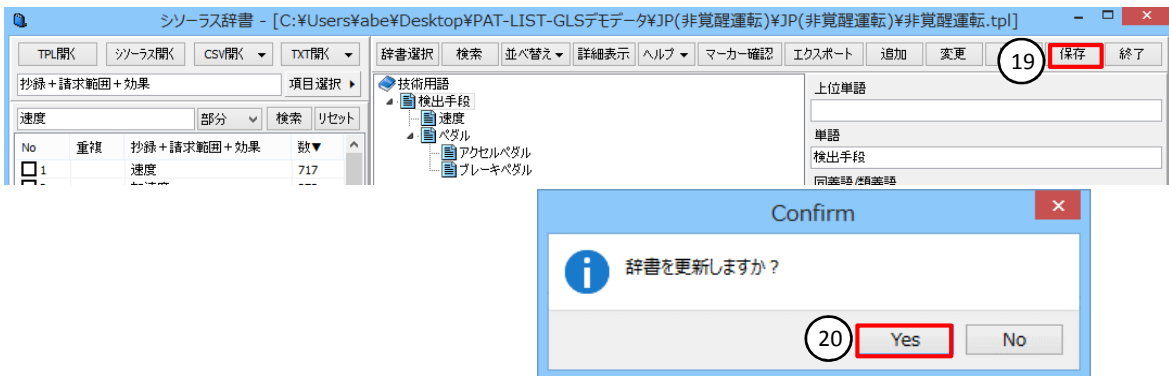 シソーラス辞書 - [C:¥Users¥abe¥Desktop¥PAT-LIST-GLSデモデータ¥JP(非覚醒運転)¥JP(非覚醒運転)¥非覚醒運転.tpl]
TPL開く シソーラス開く CSV開く TXT開く 辞書選択 検索 並べ替え 詳細表示 ヘルプ マーカー確認 エクスポート 追加 変更 19 保存 終了
抄録+請求範囲+効果 項目選択
速度 部分 検索 リセット
No 重複 抄録+請求範囲+効果 数▼
1 速度 717
技術用語
検出手段
速度
ペダル
アクセルペダル
ブレーキペダル
上位単語
単語
検出手段
同義語/類義語
Confirm
辞書を更新しますか?
20 Yes No